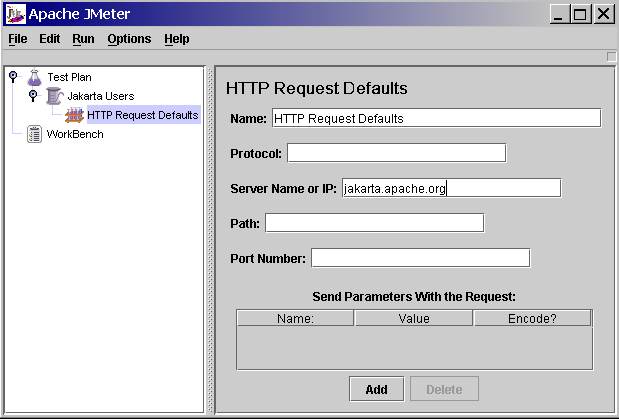 Apache JMeter
File Edit Run Options Help
Test Plan
Jakarta Users
HTTP Request Defaults
WorkBench
HTTP Request Defaults
Name: HTTP Request Defaults
Protocol:
Server Name or IP: jakarta.apache.org
Path:
Port Number:
Send Parameters With the Request:
Name: Value Encode?
Add Delete